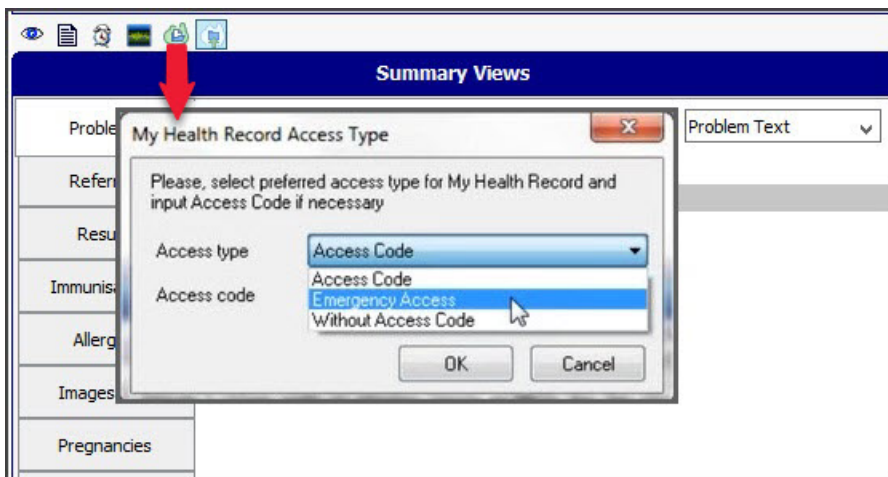 Summary Views
Proble
My Health Record Access Type
Problem Text
Refer
Please, select preferred access type for My Health Record and
input Access Code if necessary
Resu
Access type
Access Code
Immunisa
Access code
Access Code
Emergency Access
Without Access Code
Allerg
OK
Cancel
Images
Pregnancies